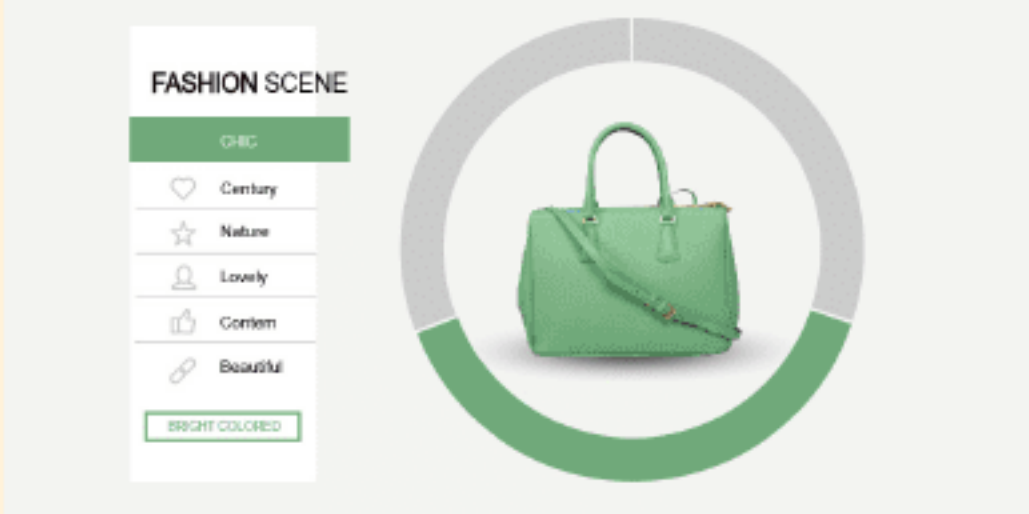 FASHION SCENE
CHIC
Century
Nature
Lovely
Contem
Beautiful
BRIGHT COLORED